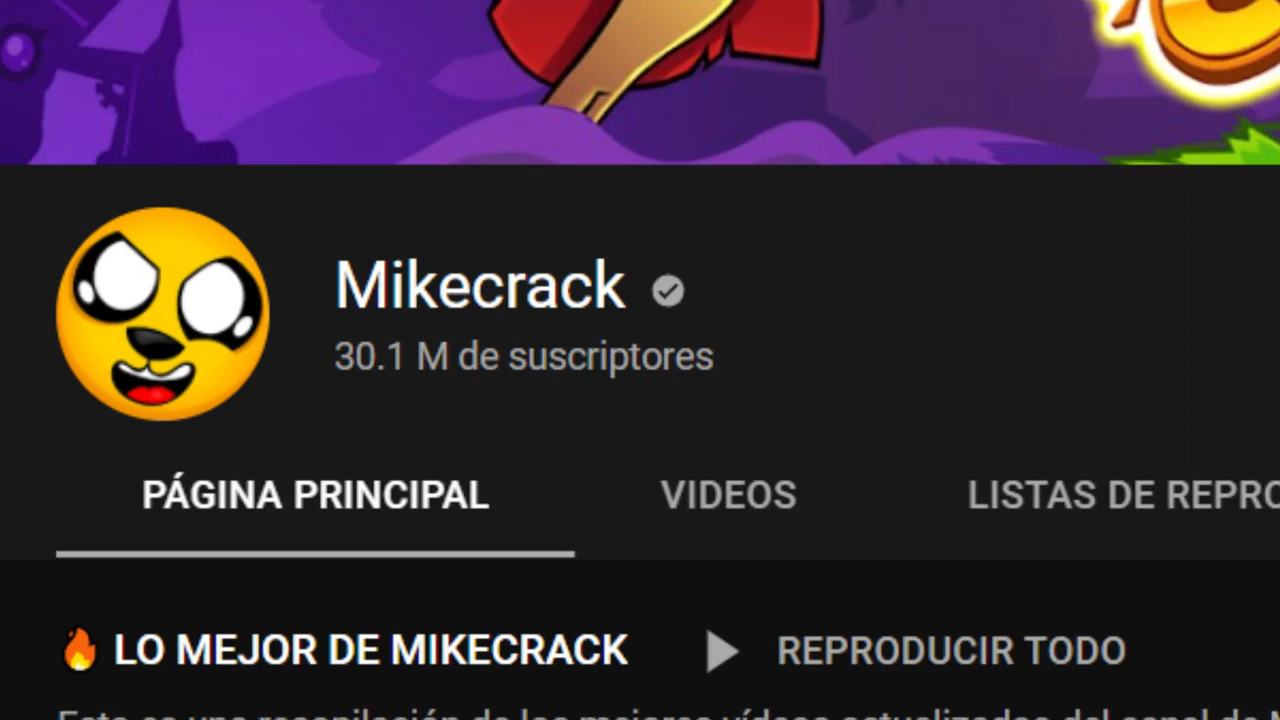 Mikecrack
30.1 M de suscriptores
PÁGINA PRINCIPAL VIDEOS LISTAS DE REPRO
LO MEJOR DE MIKECRACK REPRODUCIR TODO